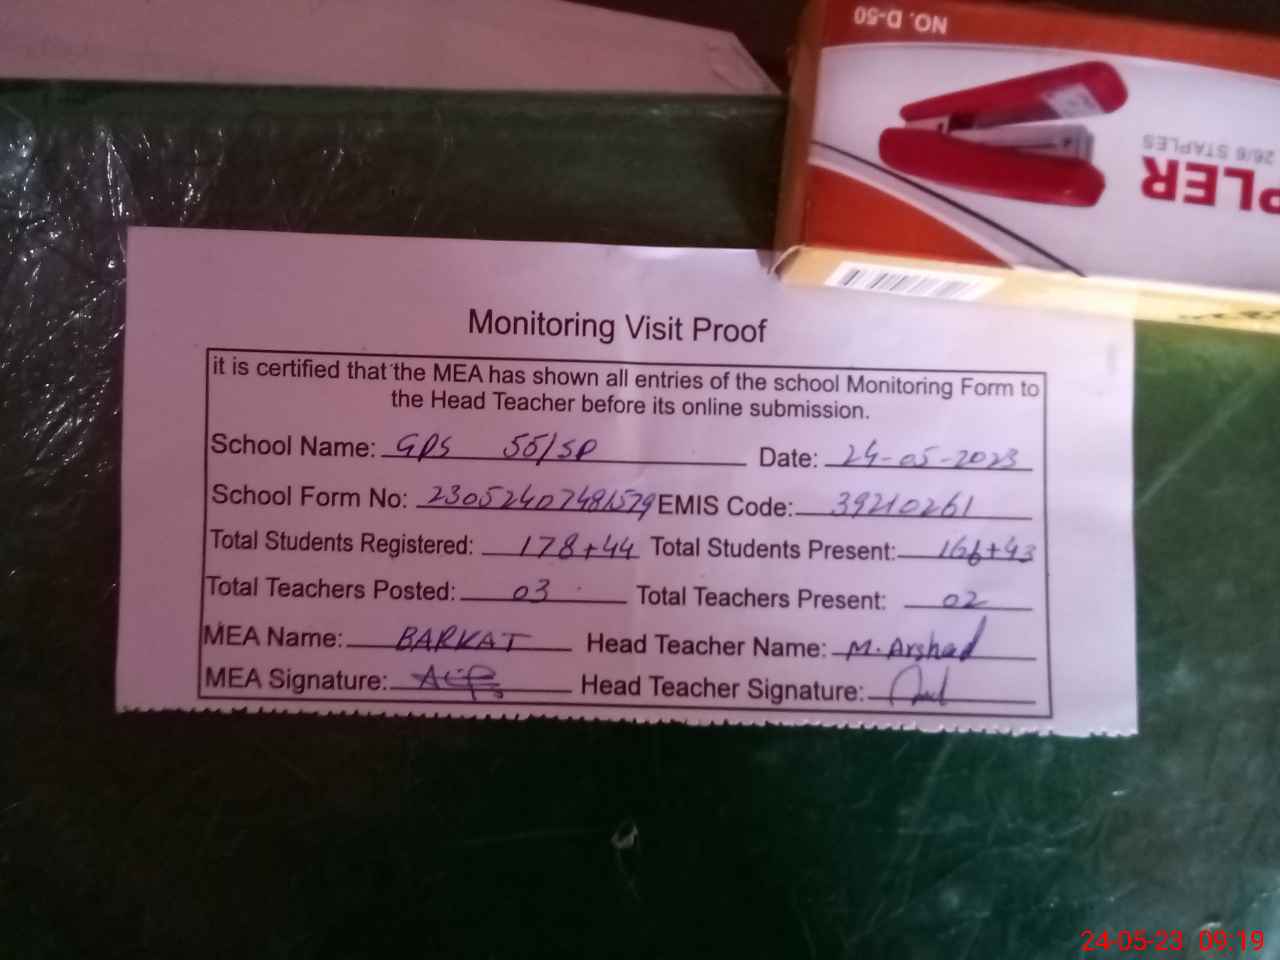 NO. D-50
26/6 STAPLES
PLER
Monitoring Visit Proof
it is certified that the MEA has shown all entries of the school Monitoring Form to
the Head Teacher before its online submission.
School Name: GPS 55/SP Date: 24-05-2023
School Form No: 23052407481579 EMIS Code: 39210261
Total Students Registered: 178+44 Total Students Present: 166+43
Total Teachers Posted: 03 Total Teachers Present: 02
MEA Name: BARKAT Head Teacher Name: M. Arshad
MEA Signature: Head Teacher Signature:
24-05-23 09:19